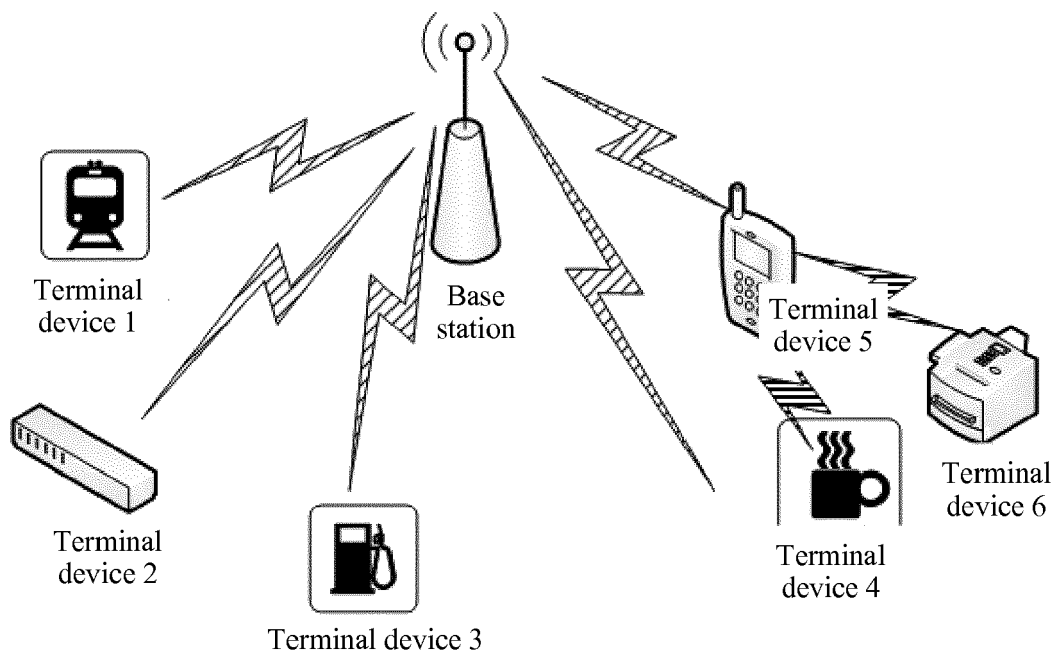 Terminal
device 1
Base
station
Terminal
device 5
Terminal
device 6
Terminal
device 2
Terminal
device 4
Terminal device 3